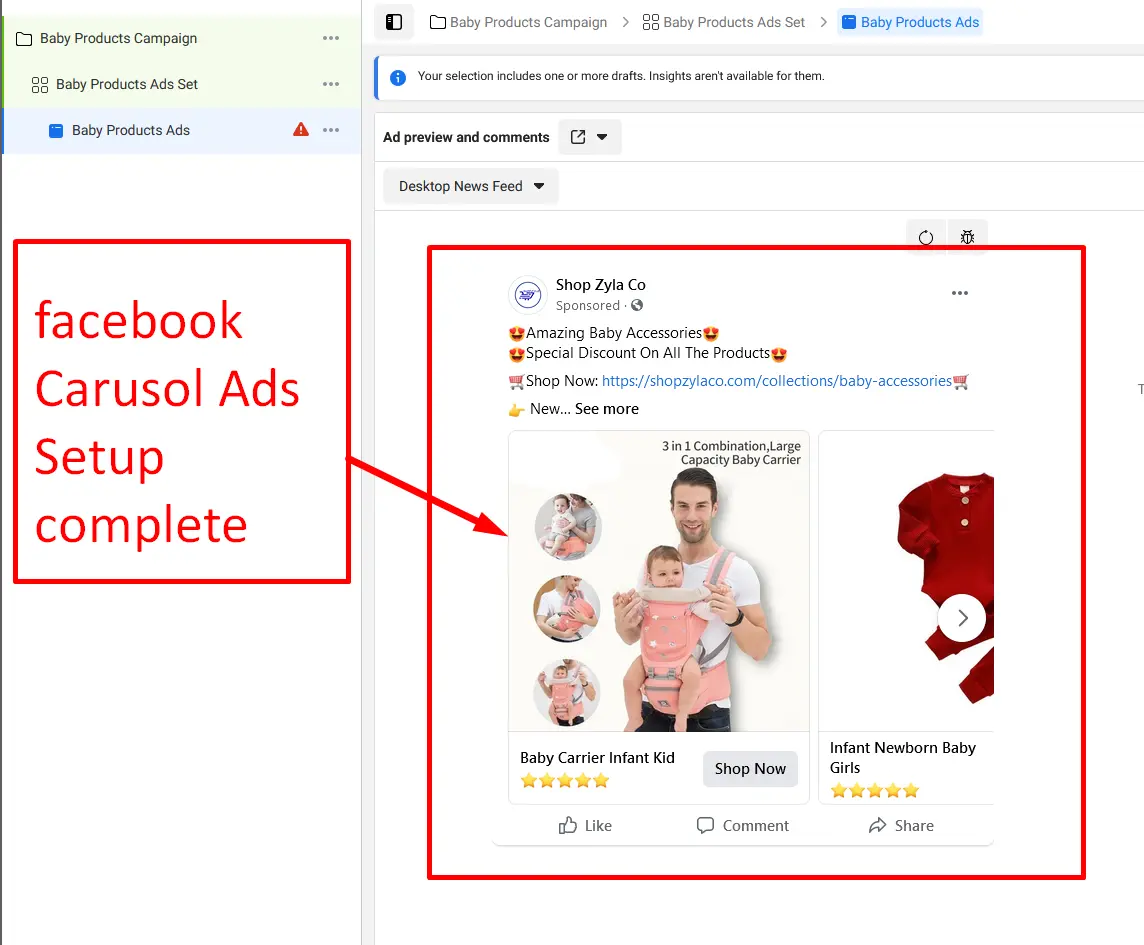 Baby Products Campaign
Baby Products Ads Set
Baby Products Ads
Baby Products Campaign
Baby Products Ads Set
Baby Products Ads
Your selection includes one or more drafts. Insights aren't available for them.
Ad preview and comments
Desktop News Feed
facebook
Carusol Ads
Setup
complete
Shop Zyla Co
Sponsored ·
😍Amazing Baby Accessories😍
😍Special Discount On All The Products😍
🛒Shop Now: https://shopzylaco.com/collections/baby-accessories🛒
👉 New... See more
3 in 1 Combination,Large
Capacity Baby Carrier
Baby Carrier Infant Kid
⭐⭐⭐⭐⭐
Shop Now
Infant Newborn Baby
Girls
⭐⭐⭐⭐⭐
Like
Comment
Share